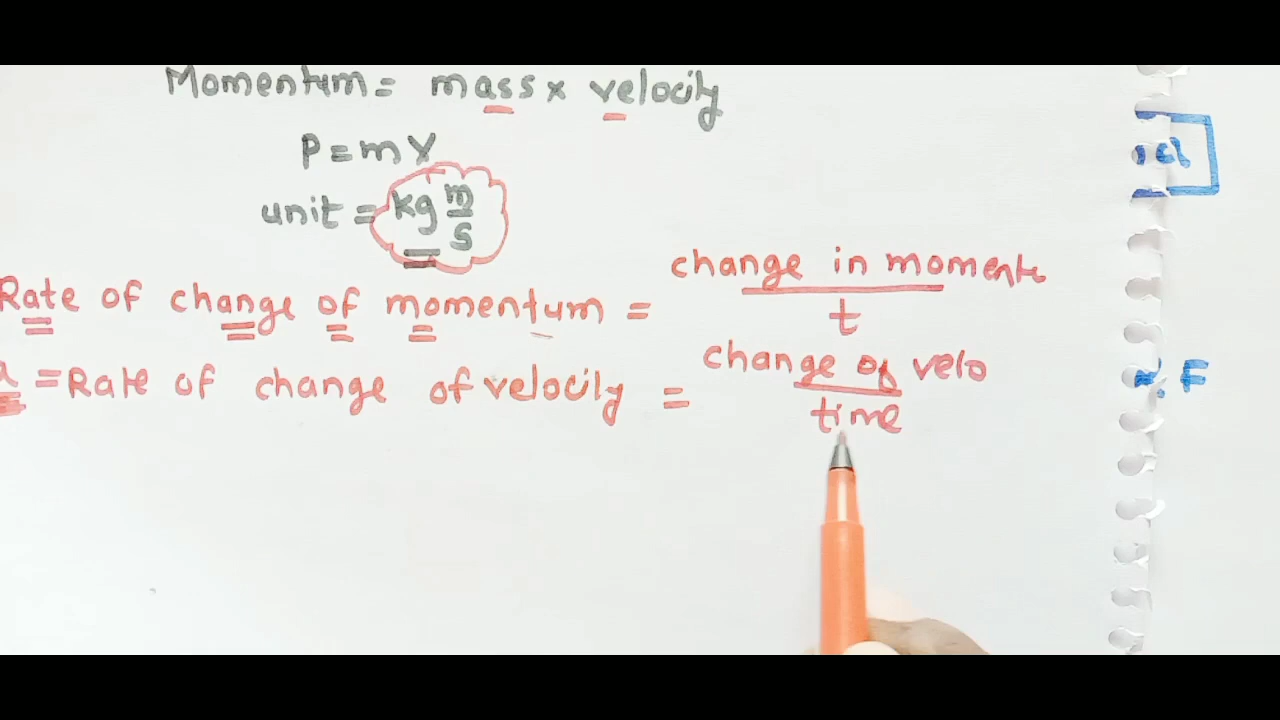 Momentum = mass x velocity
P = mV
unit = kg m/s
Rate of change of momentum = change in momente / t
a = Rate of change of velocity = change of velo / time
F